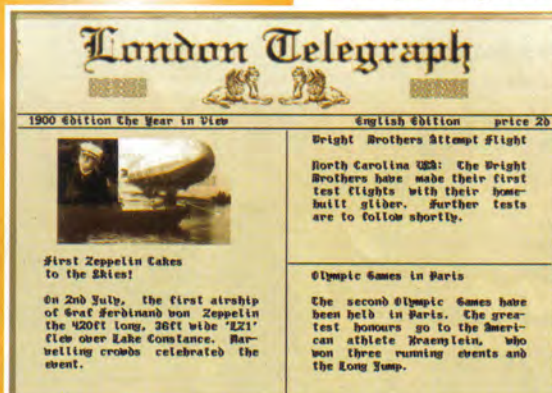 London Telegraph
1900 Edition The Year in View
English Edition price 2d
First Zeppelin Takes
to the Skies!
On 2nd July, the first airship
of Graf Ferdinand von Zeppelin
the 420ft long, 36ft wide 'LZ1'
flew over Lake Constance. Mar-
velling crowds celebrated the
event.
Wright Brothers Attempt Flight
North Carolina USA: The Wright
Brothers have made their first
test flights with their home-
built glider. Further tests
are to follow shortly.
Olympic Games in Paris
The second Olympic Games have
been held in Paris. The grea-
test honours go to the Ameri-
can athlete Kraenzlein, who
won three running events and
the Long Jump.